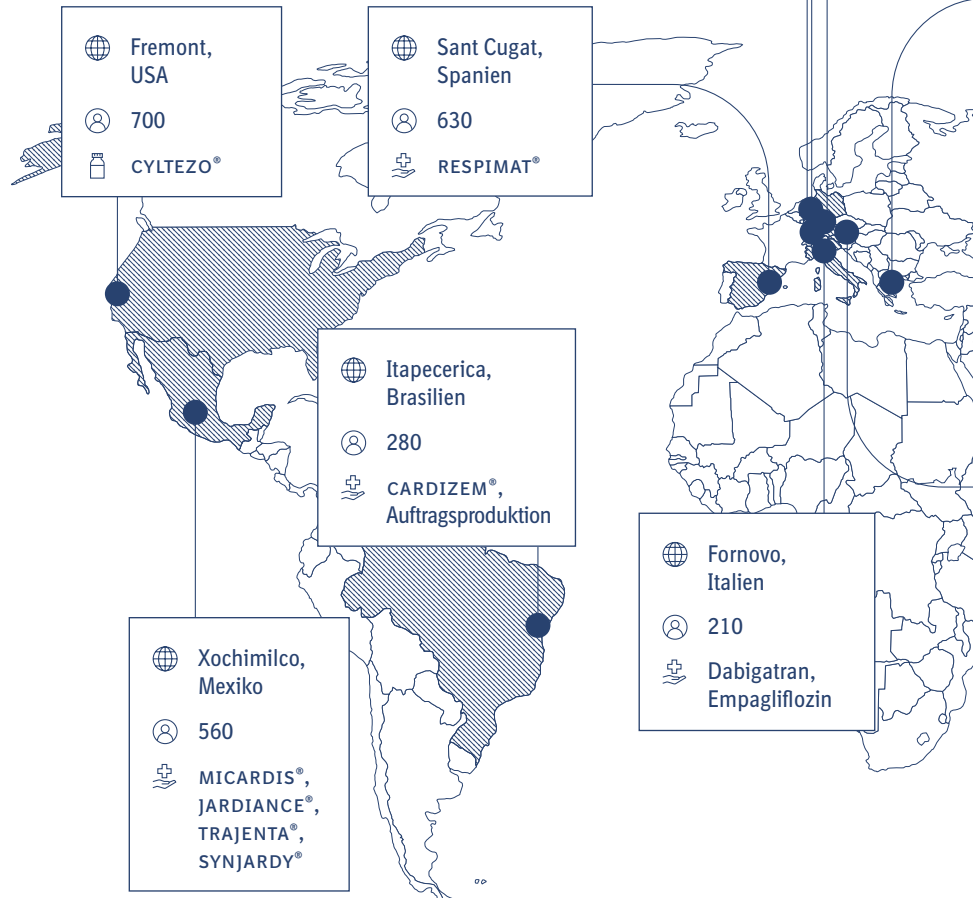 Fremont,
USA
700
CYLTEZO®
Sant Cugat,
Spanien
630
RESPIMAT®
Itapecerica,
Brasilien
280
CARDIZEM®,
Auftragsproduktion
Fornovo,
Italien
210
Dabigatran,
Empagliflozin
Xochimilco,
Mexiko
560
MICARDIS®,
JARDIANCE®,
TRAJENTA®,
SYNJARDY®